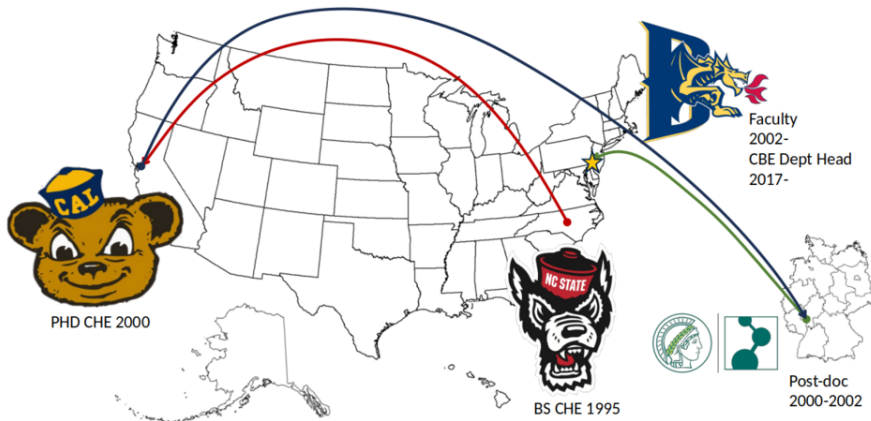 B
Faculty
2002-
CBE Dept Head
2017-
CAL
PHD CHE 2000
NC STATE
BS CHE 1995
Post-doc
2000-2002